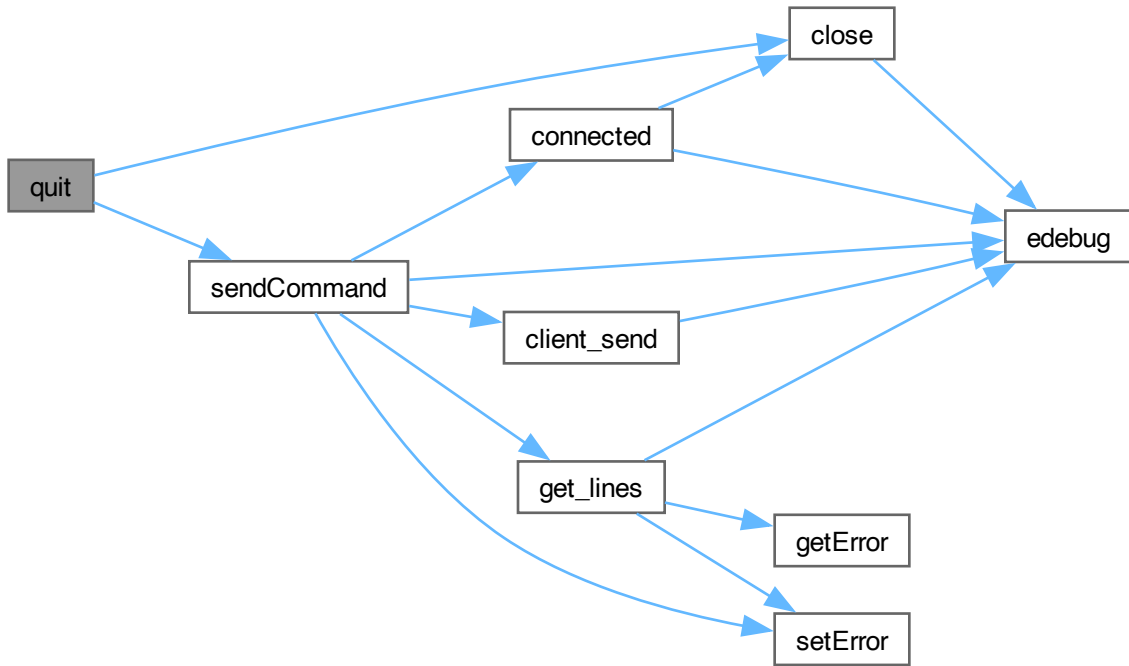 close
connected
quit
edebug
sendCommand
client_send
get_lines
getError
setError